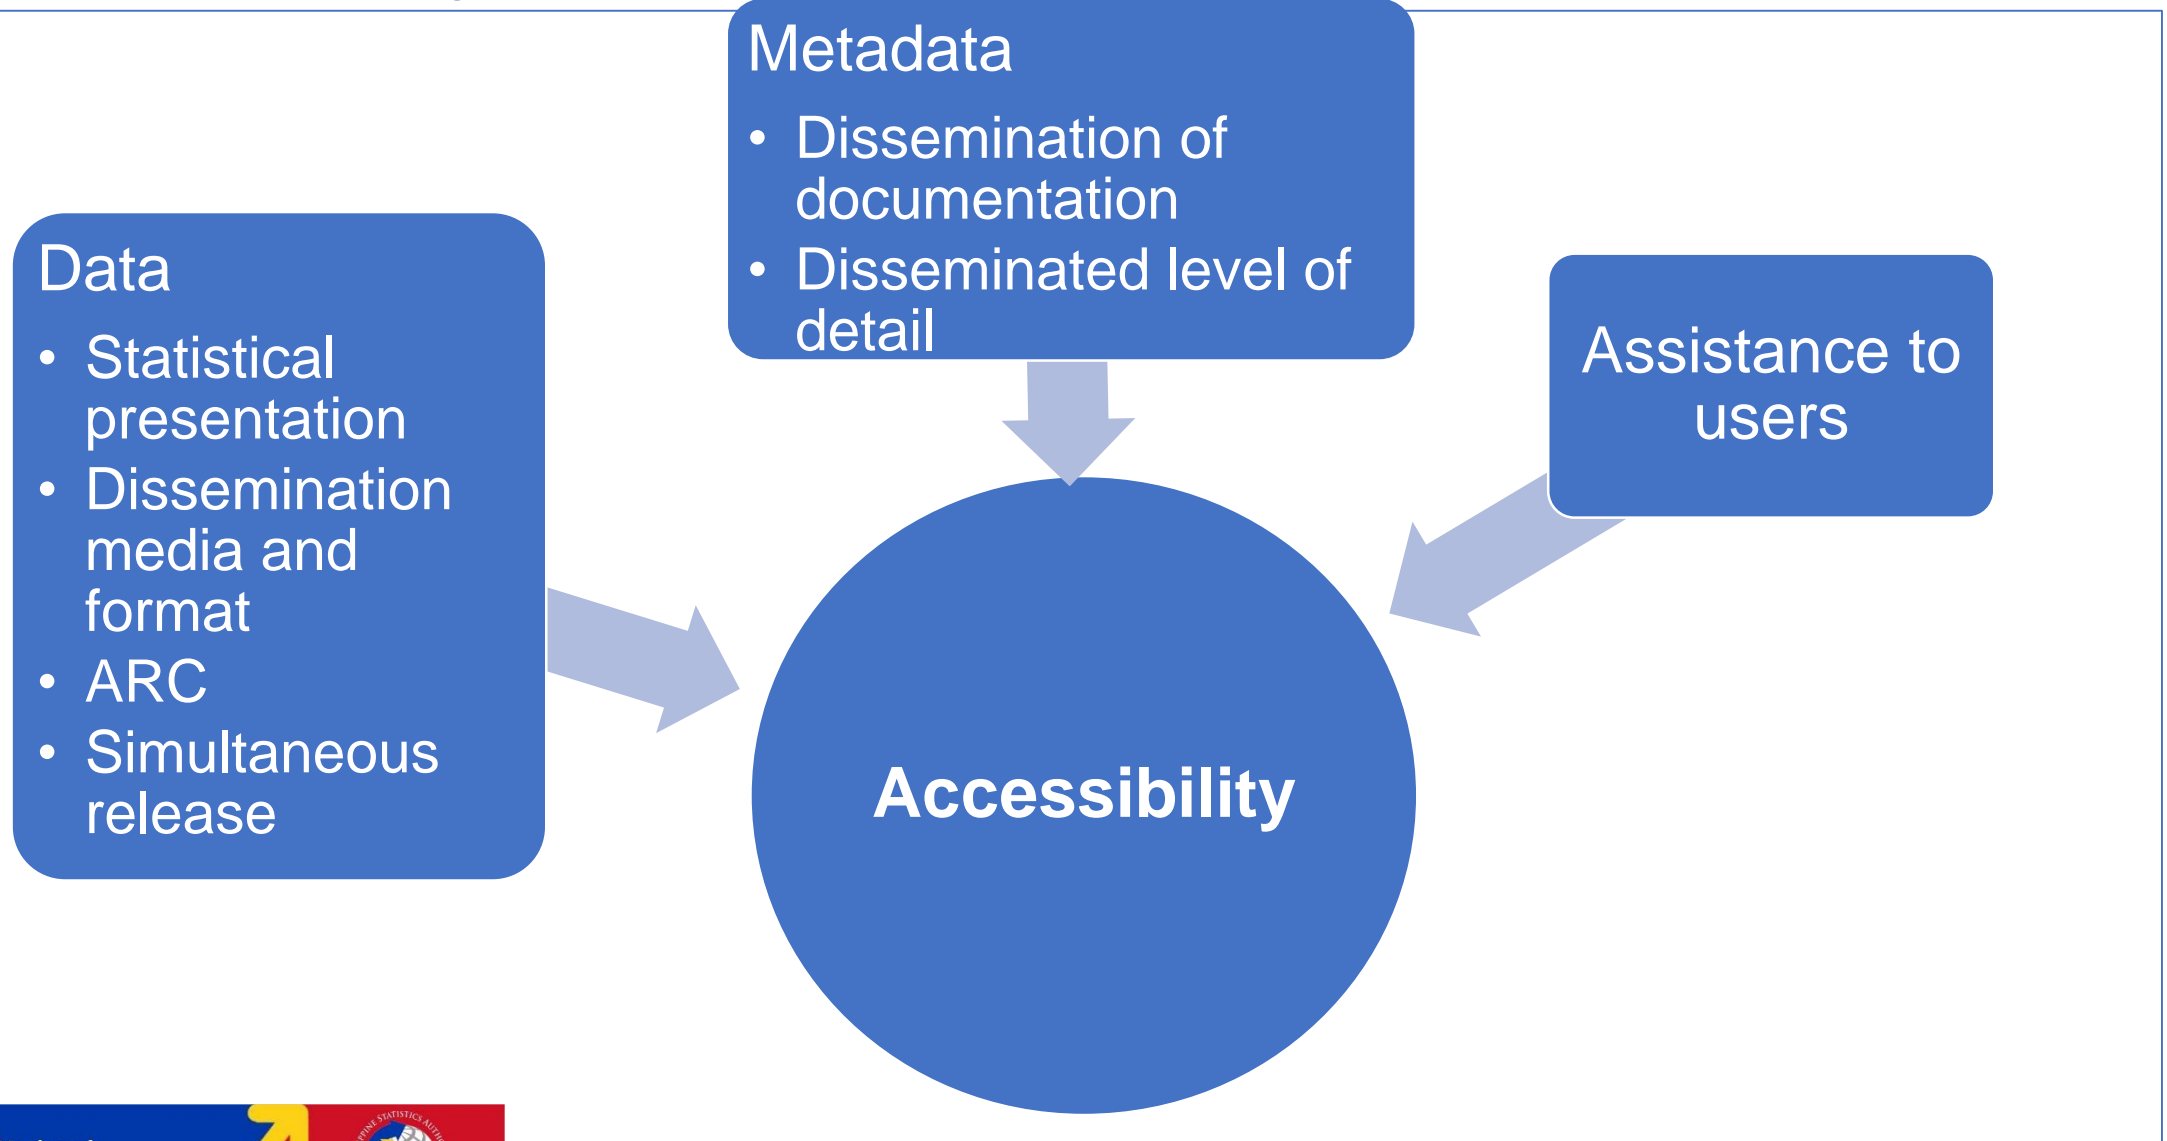 Metadata
• Dissemination of
documentation
• Disseminated level of
detail
Data
• Statistical
presentation
• Dissemination
media and
format
• ARC
• Simultaneous
release
Assistance to
users
Accessibility
STATISTICS